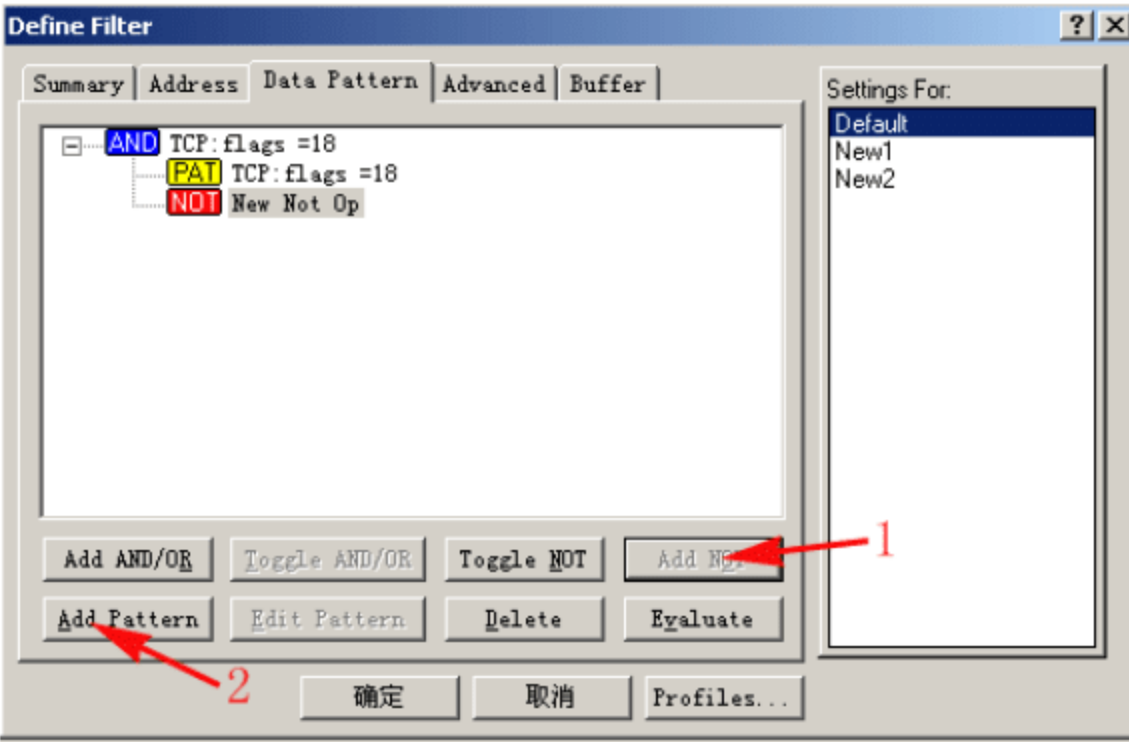 Define Filter
Summary Address Data Pattern Advanced Buffer
AND TCP:flags =18
PAT TCP:flags =18
NOT New Not Op
Add AND/OR Toggle AND/OR Toggle NOT Add NOT 1
Add Pattern Edit Pattern Delete Evaluate
2
确定 取消 Profiles...
Settings For:
Default
New1
New2